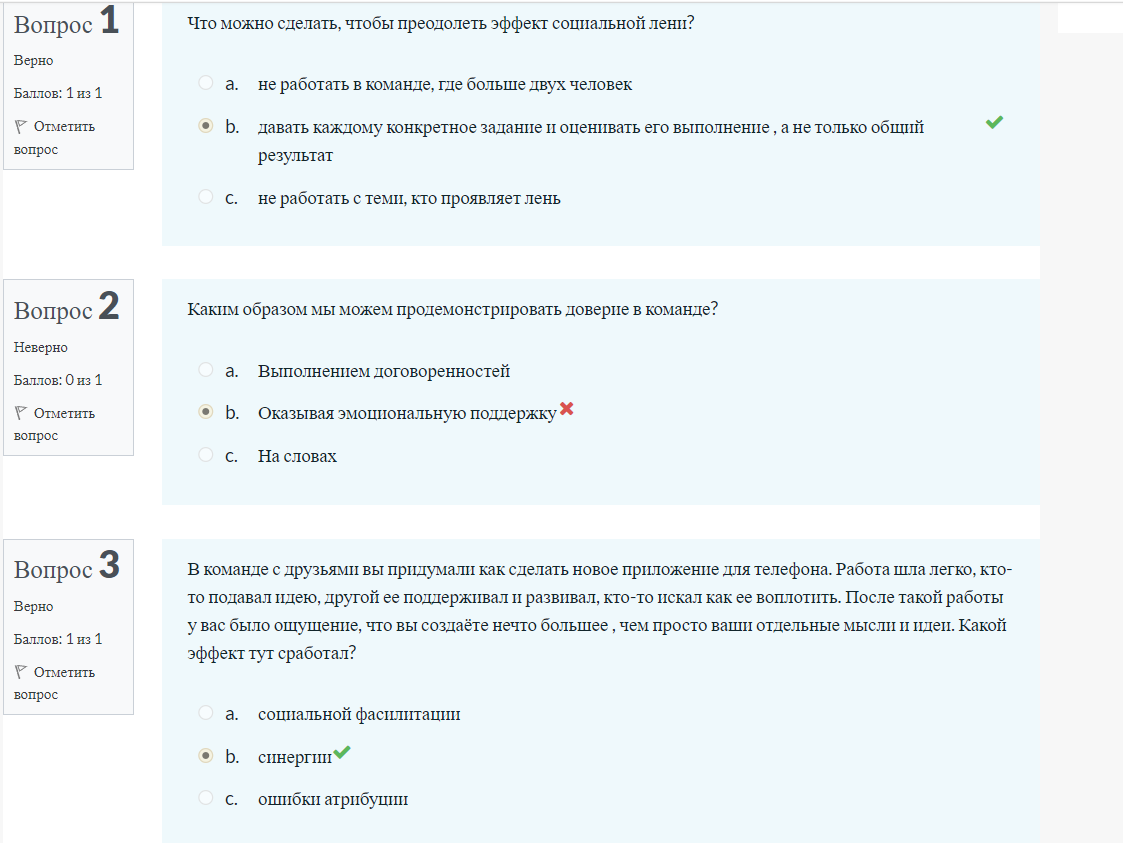 Вопрос 1
Верно
Баллов: 1 из 1
Отметить
вопрос
Что можно сделать, чтобы преодолеть эффект социальной лени?
a. не работать в команде, где больше двух человек
b. давать каждому конкретное задание и оценивать его выполнение , а не только общий
результат
c. не работать с теми, кто проявляет лень
Вопрос 2
Неверно
Баллов: 0 из 1
Отметить
вопрос
Каким образом мы можем продемонстрировать доверие в команде?
a. Выполнением договоренностей
b. Оказывая эмоциональную поддержку
c. На словах
Вопрос 3
Верно
Баллов: 1 из 1
Отметить
вопрос
В команде с друзьями вы придумали как сделать новое приложение для телефона. Работа шла легко, кто-
то подавал идею, другой ее поддерживал и развивал, кто-то искал как ее воплотить. После такой работы
у вас было ощущение, что вы создаёте нечто большее , чем просто ваши отдельные мысли и идеи. Какой
эффект тут сработал?
a. социальной фасилитации
b. синергии
c. ошибки атрибуции